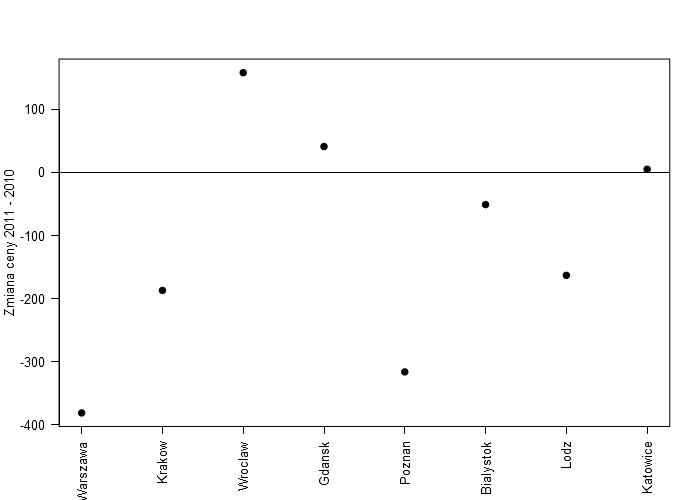 Zmiana ceny 2011 - 2010
100
0
-100
-200
-300
-400
Warszawa
Krakow
Wroclaw
Gdansk
Poznan
Bialystok
Lodz
Katowice